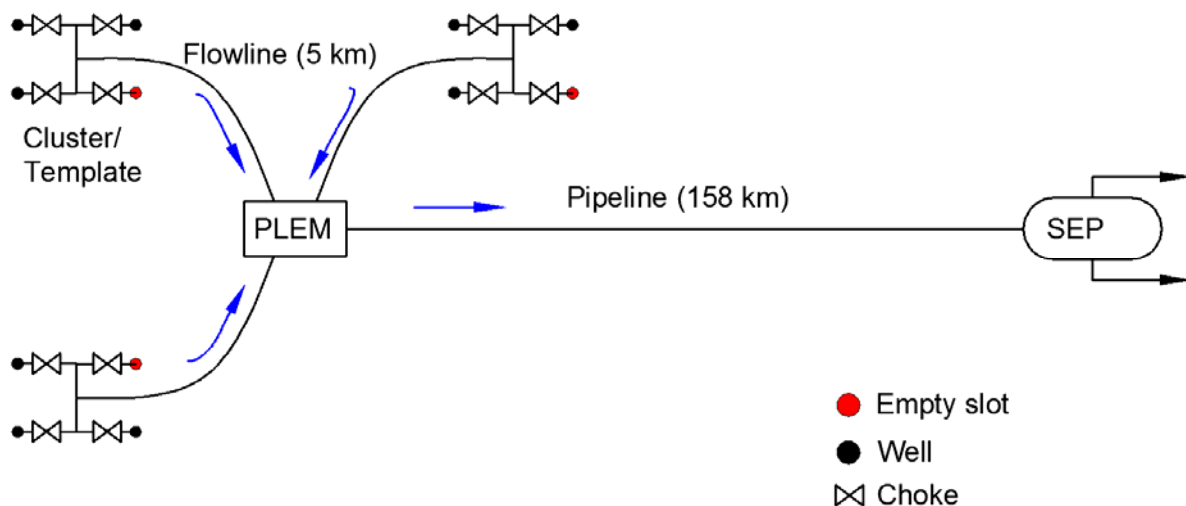 Flowline (5 km)
Cluster/
Template
Pipeline (158 km)
PLEM
SEP
Empty slot
Well
Choke